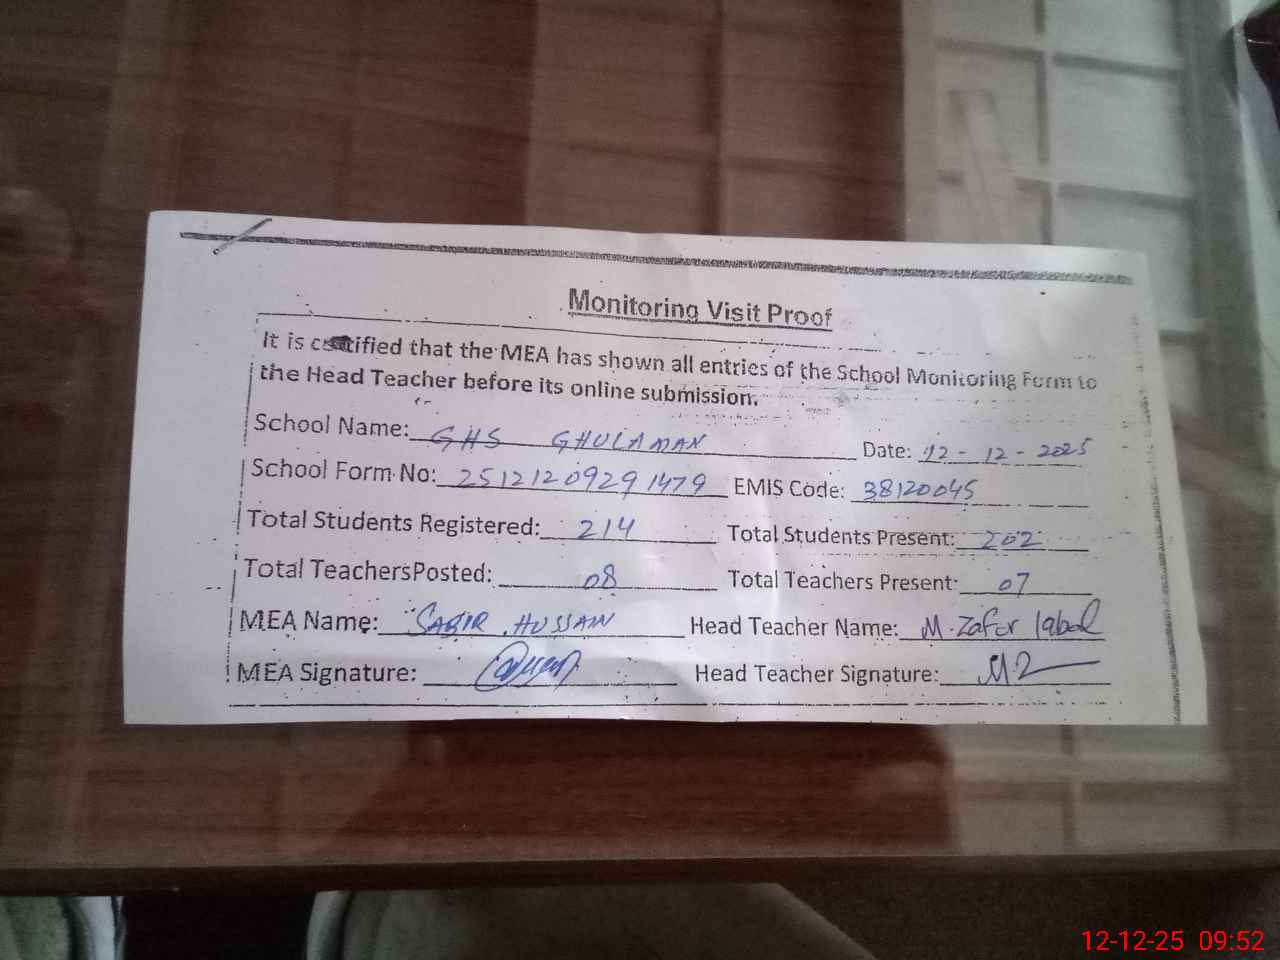 Monitoring Visit Proof
It is certified that the MEA has shown all entries of the School Monitoring Form to
the Head Teacher before its online submission.
School Name: GHS GHULAMAN Date: 12 - 12 - 2025
School Form No: 25121209291479 EMIS Code: 38120045
Total Students Registered: 214 Total Students Present: 202
Total TeachersPosted: 08 Total Teachers Present: 07
MEA Name: SABIR HUSSAIN Head Teacher Name: M. Zafar Iqbal
MEA Signature: Head Teacher Signature:
12-12-25 09:52